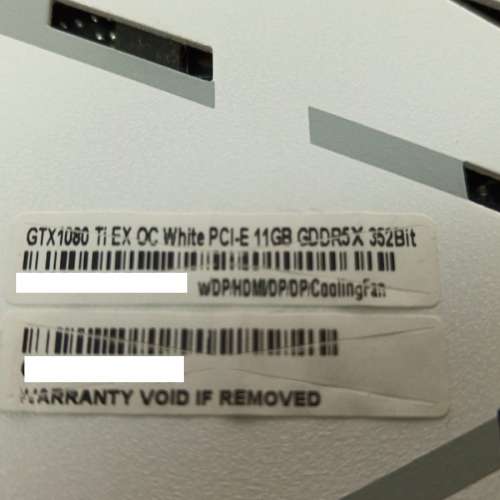 GTX1080 Ti EX OC White PCI-E 11GB GDDR5X 352Bit
wDP/HDMI/DP/DP/CoolingFan
WARRANTY VOID IF REMOVED